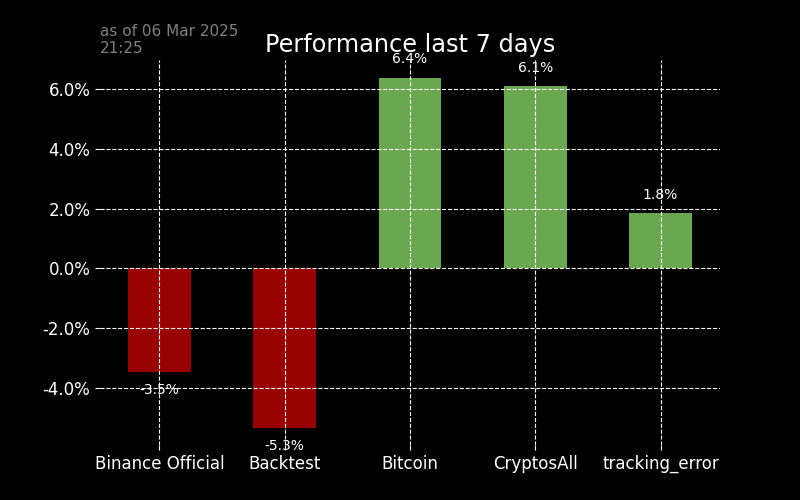 as of 06 Mar 2025
21:25
Performance last 7 days
6.4%
6.1%
6.0%
4.0%
2.0%
1.8%
0.0%
-2.0%
-4.0%
-3.5%
-5.3%
Binance Official
Backtest
Bitcoin
CryptosAll
tracking_error